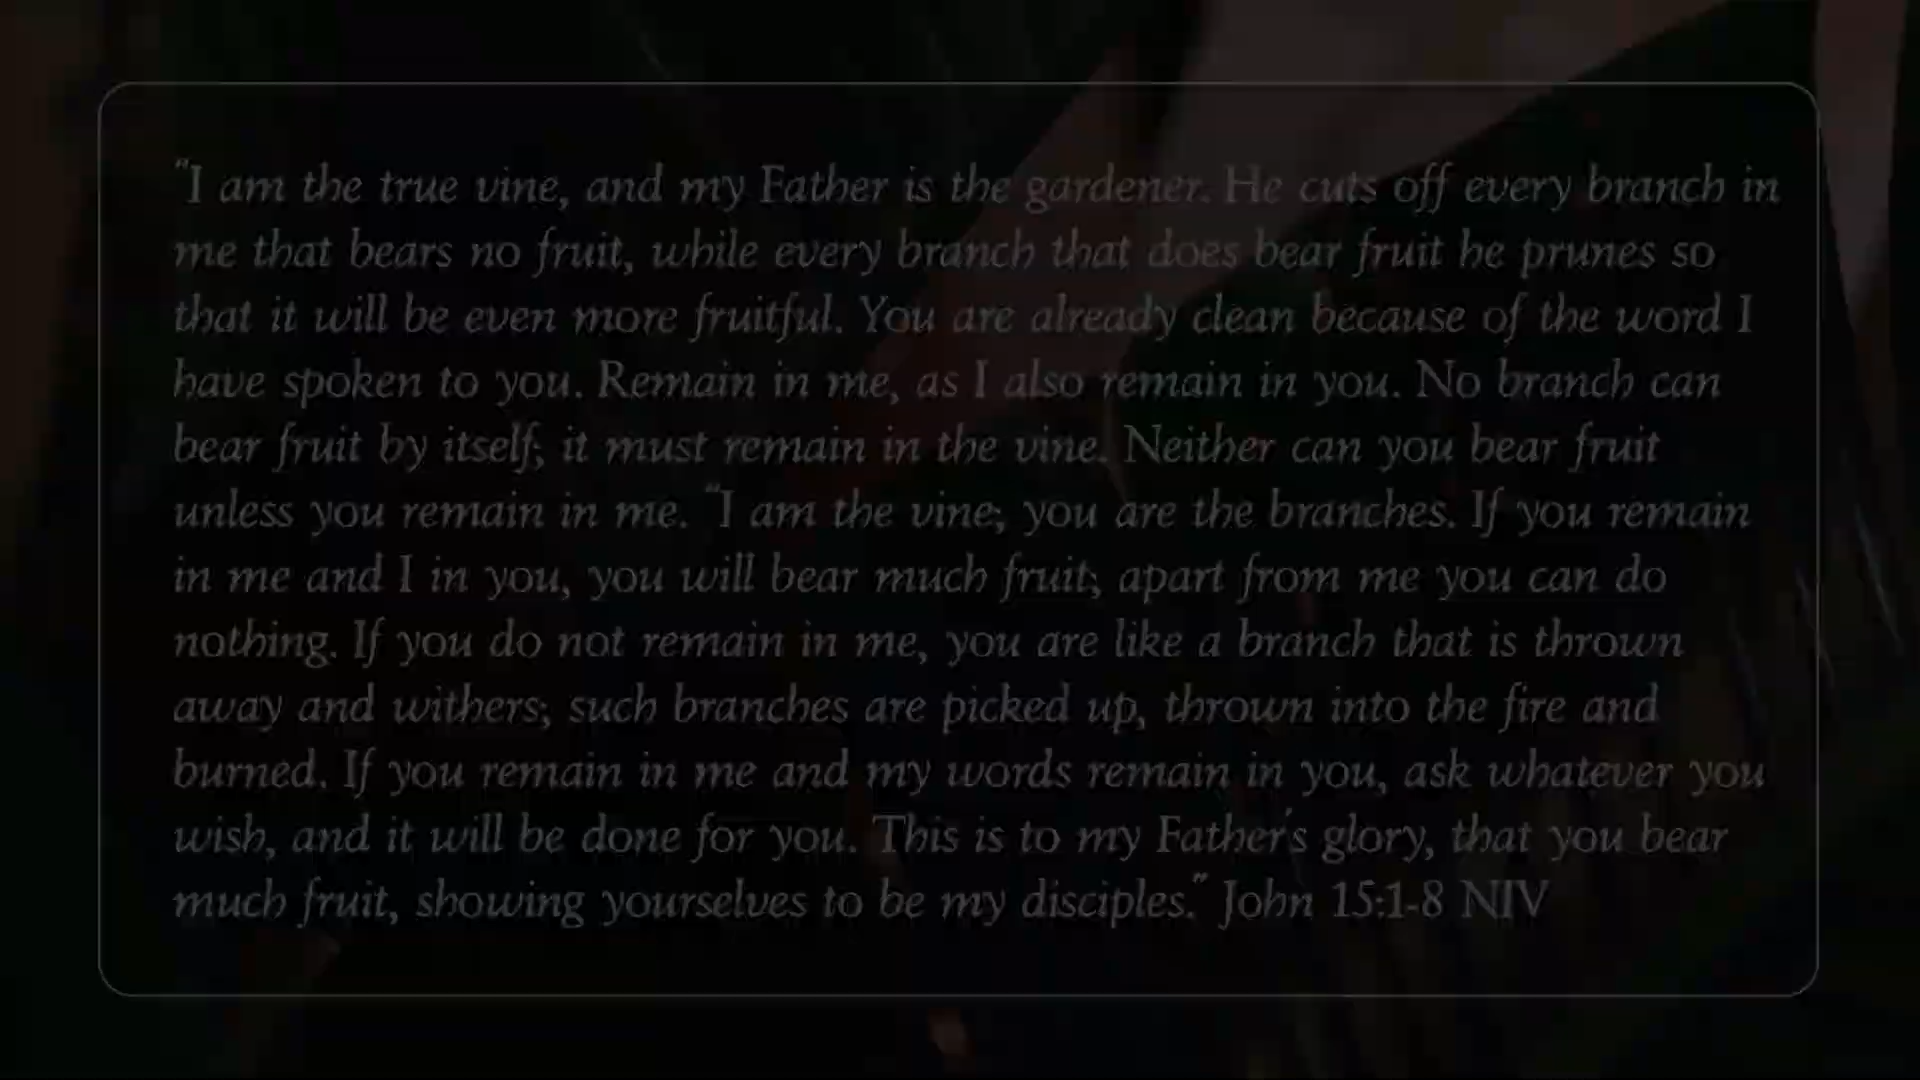 “I am the true vine, and my Father is the gardener. He cuts off every branch in
me that bears no fruit, while every branch that does bear fruit he prunes so
that it will be even more fruitful. You are already clean because of the word I
have spoken to you. Remain in me, as I also remain in you. No branch can
bear fruit by itself; it must remain in the vine. Neither can you bear fruit
unless you remain in me. “I am the vine; you are the branches. If you remain
in me and I in you, you will bear much fruit; apart from me you can do
nothing. If you do not remain in me, you are like a branch that is thrown
away and withers; such branches are picked up, thrown into the fire and
burned. If you remain in me and my words remain in you, ask whatever you
wish, and it will be done for you. This is to my Father's glory, that you bear
much fruit, showing yourselves to be my disciples.” John 15:1-8 NIV